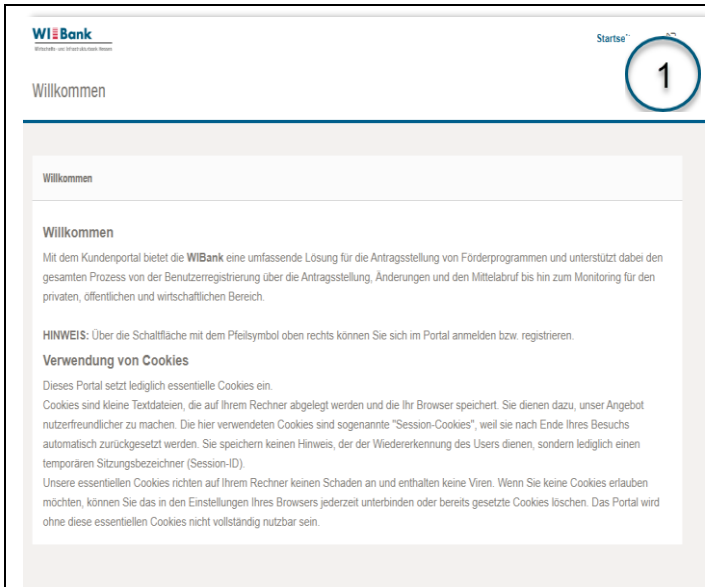 WIBank
Wirtschafts- und Infrastrukturbank Hessen
Startse
1
Willkommen
Willkommen
Willkommen
Mit dem Kundenportal bietet die WIBank eine umfassende Lösung für die Antragsstellung von Förderprogrammen und unterstützt dabei den
gesamten Prozess von der Benutzerregistrierung über die Antragsstellung, Änderungen und den Mittelabruf bis hin zum Monitoring für den
privaten, öffentlichen und wirtschaftlichen Bereich.
HINWEIS: Über die Schaltfläche mit dem Pfeilsymbol oben rechts können Sie sich im Portal anmelden bzw. registrieren.
Verwendung von Cookies
Dieses Portal setzt lediglich essentielle Cookies ein.
Cookies sind kleine Textdateien, die auf Ihrem Rechner abgelegt werden und die Ihr Browser speichert. Sie dienen dazu, unser Angebot
nutzerfreundlicher zu machen. Die hier verwendeten Cookies sind sogenannte "Session-Cookies", weil sie nach Ende Ihres Besuchs
automatisch zurückgesetzt werden. Sie speichern keinen Hinweis, der der Wiedererkennung des Users dienen, sondern lediglich einen
temporären Sitzungsbezeichner (Session-ID).
Unsere essentiellen Cookies richten auf Ihrem Rechner keinen Schaden an und enthalten keine Viren. Wenn Sie keine Cookies erlauben
möchten, können Sie das in den Einstellungen Ihres Browsers jederzeit unterbinden oder bereits gesetzte Cookies löschen. Das Portal wird
ohne diese essentiellen Cookies nicht vollständig nutzbar sein.